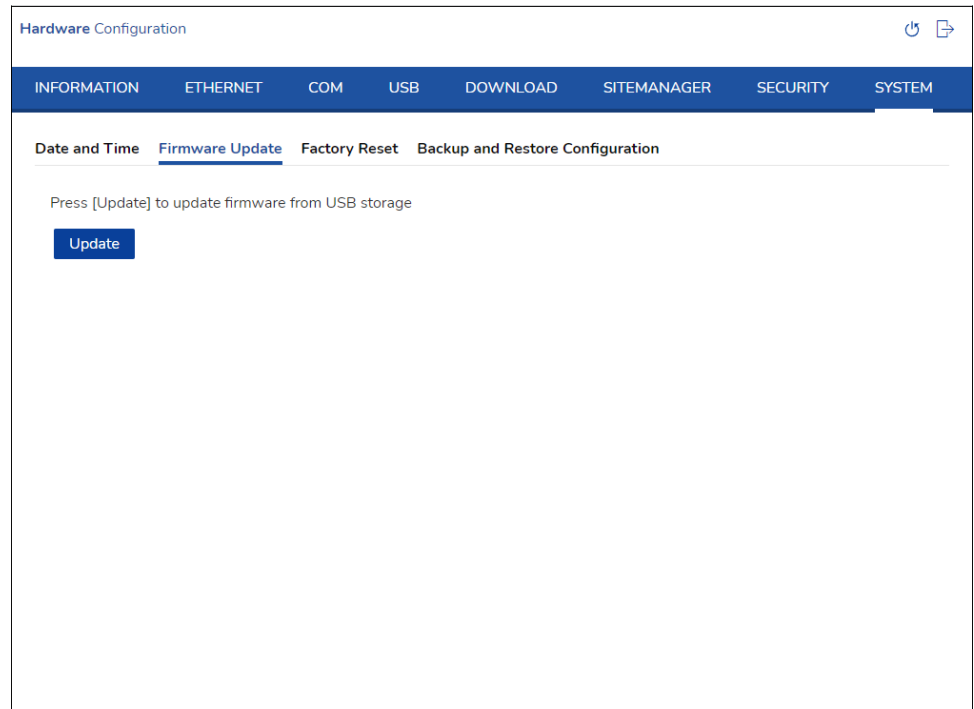 Hardware Configuration
INFORMATION ETHERNET COM USB DOWNLOAD SITEMANAGER SECURITY SYSTEM
Date and Time Firmware Update Factory Reset Backup and Restore Configuration
Press [Update] to update firmware from USB storage
Update